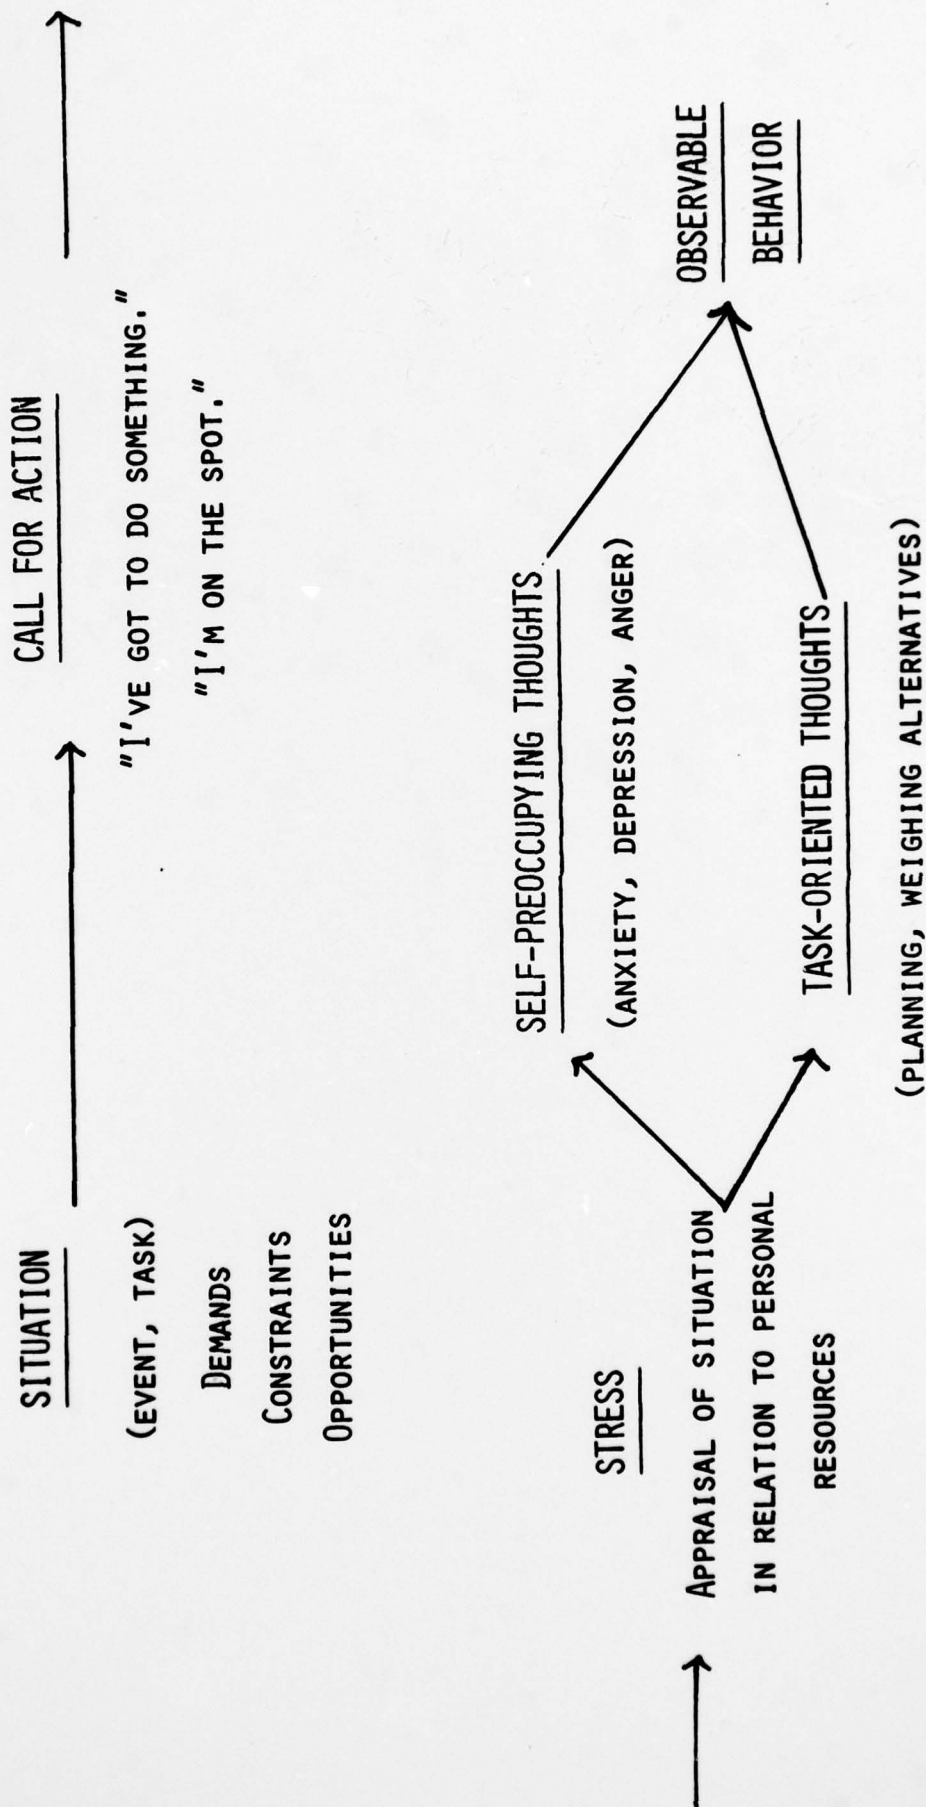 SITUATION
(EVENT, TASK)
DEMANDS
CONSTRAINTS
OPPORTUNITIES
CALL FOR ACTION
"I'VE GOT TO DO SOMETHING."
"I'M ON THE SPOT."
STRESS
APPRAISAL OF SITUATION
IN RELATION TO PERSONAL
RESOURCES
SELF-PREOCCUPYING THOUGHTS
(ANXIETY, DEPRESSION, ANGER)
TASK-ORIENTED THOUGHTS
(PLANNING, WEIGHING ALTERNATIVES)
OBSERVABLE
BEHAVIOR